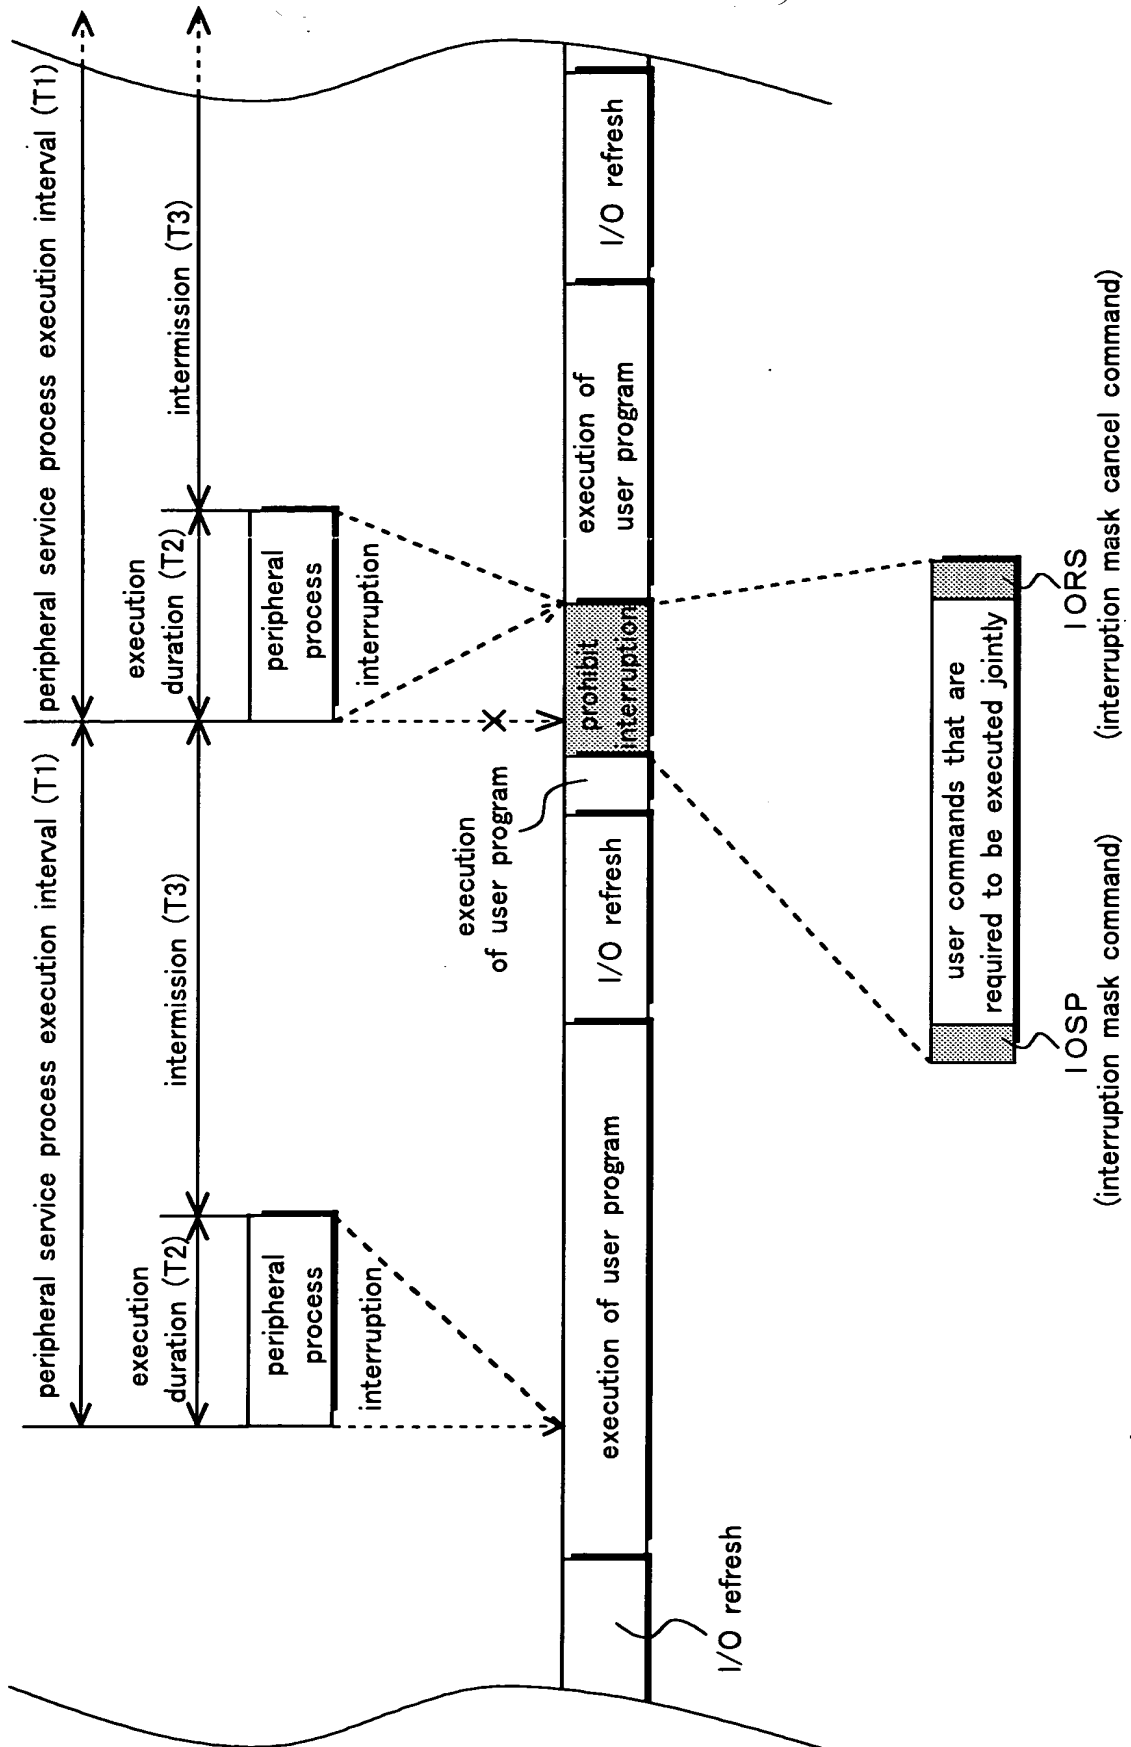 peripheral service process execution interval (T1)
peripheral service process execution interval (T1)
execution
duration (T2)
intermission (T3)
execution
duration (T2)
intermission (T3)
peripheral
process
peripheral
process
interruption
interruption
execution
of user program
I/O refresh
execution of user program
I/O refresh
prohibit
interruption
execution of
user program
I/O refresh
user commands that are
required to be executed jointly
IOSP
(interruption mask command)
IORS
(interruption mask cancel command)